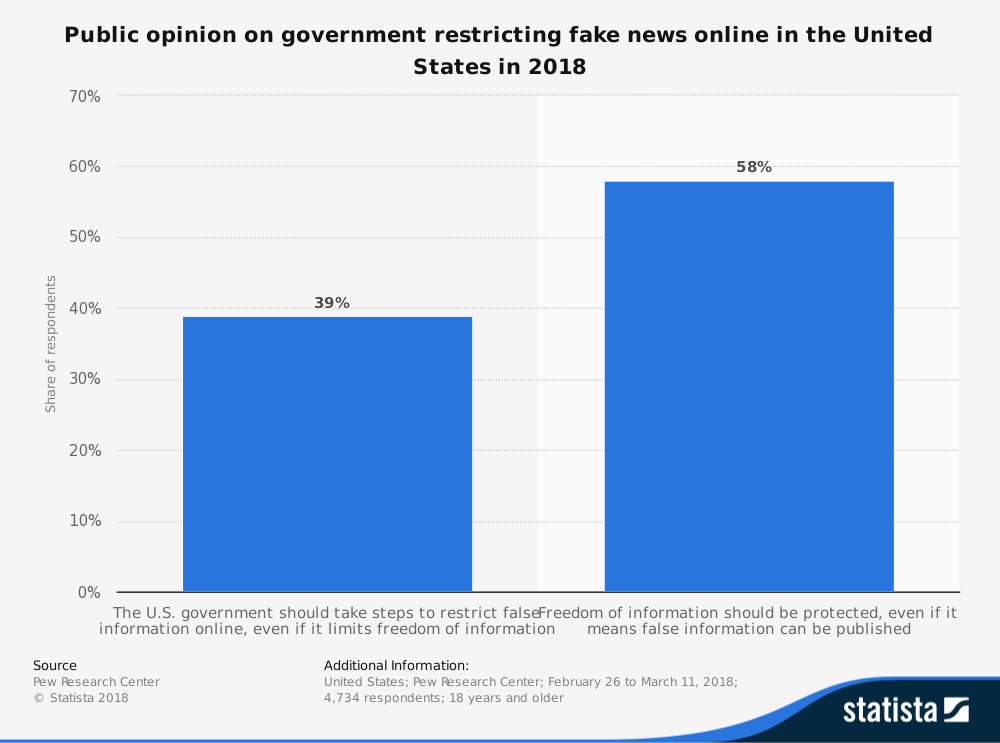 Public opinion on government restricting fake news online in the United
States in 2018
70%
60%
50%
40%
30%
20%
10%
0%
Share of respondents
39%
58%
The U.S. government should take steps to restrict false
information online, even if it limits freedom of information
Freedom of information should be protected, even if it
means false information can be published
Source
Pew Research Center
© Statista 2018
Additional Information:
United States; Pew Research Center; February 26 to March 11, 2018;
4,734 respondents; 18 years and older
statista